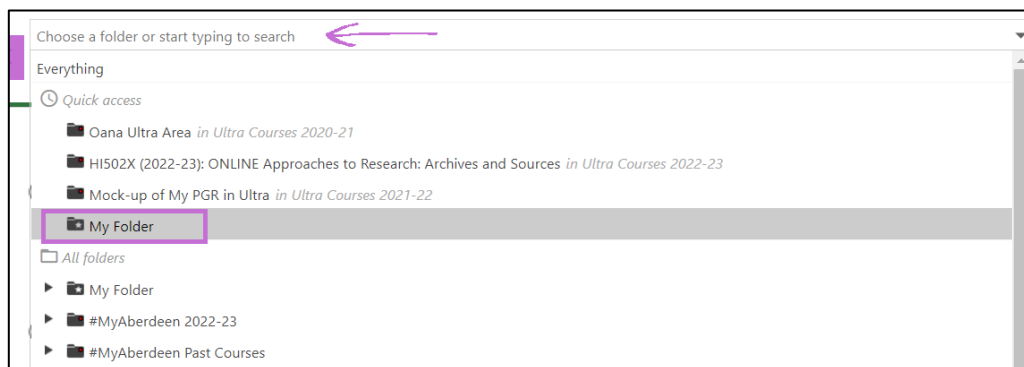 Choose a folder or start typing to search
Everything
Quick access
Oana Ultra Area in Ultra Courses 2020-21
HI502X (2022-23): ONLINE Approaches to Research: Archives and Sources in Ultra Courses 2022-23
Mock-up of My PGR in Ultra in Ultra Courses 2021-22
My Folder
All folders
My Folder
#MyAberdeen 2022-23
#MyAberdeen Past Courses